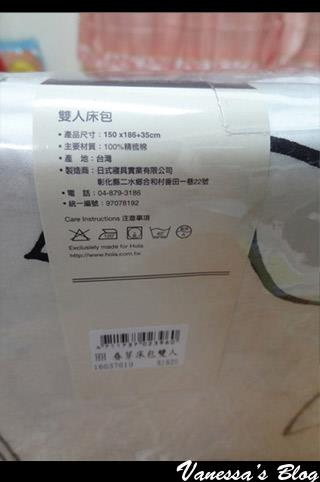 雙人床包
•產品尺寸：150 x186+35cm
•主要材質：100%精梳棉
•產　地：台灣
•製造商：日式寢具實業有限公司
彰化縣二水鄉合和村番田一巷22號
•電　話：04-879-3186
•統一編號：97078192
Care Instructions 注意事項
Exclusively made for Hola
http://www.hola.com.tw
4711737023960
HH 春芽床包雙人
16037619
Vanessa's Blog